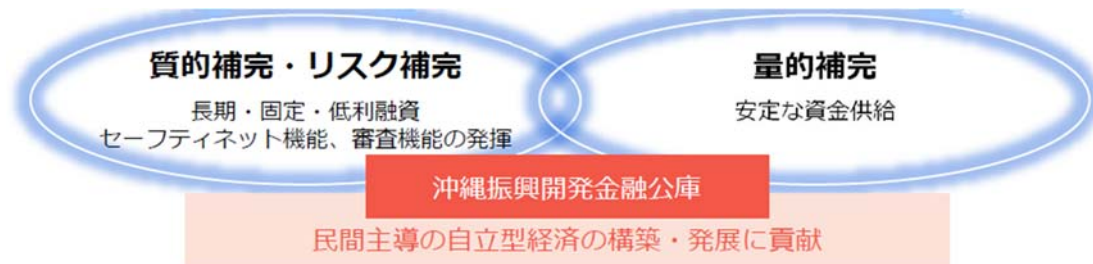 質的補完・リスク補完
長期・固定・低利融資
セーフティネット機能、審査機能の発揮
量的補完
安定な資金供給
沖縄振興開発金融公庫
民間主導の自立型経済の構築・発展に貢献